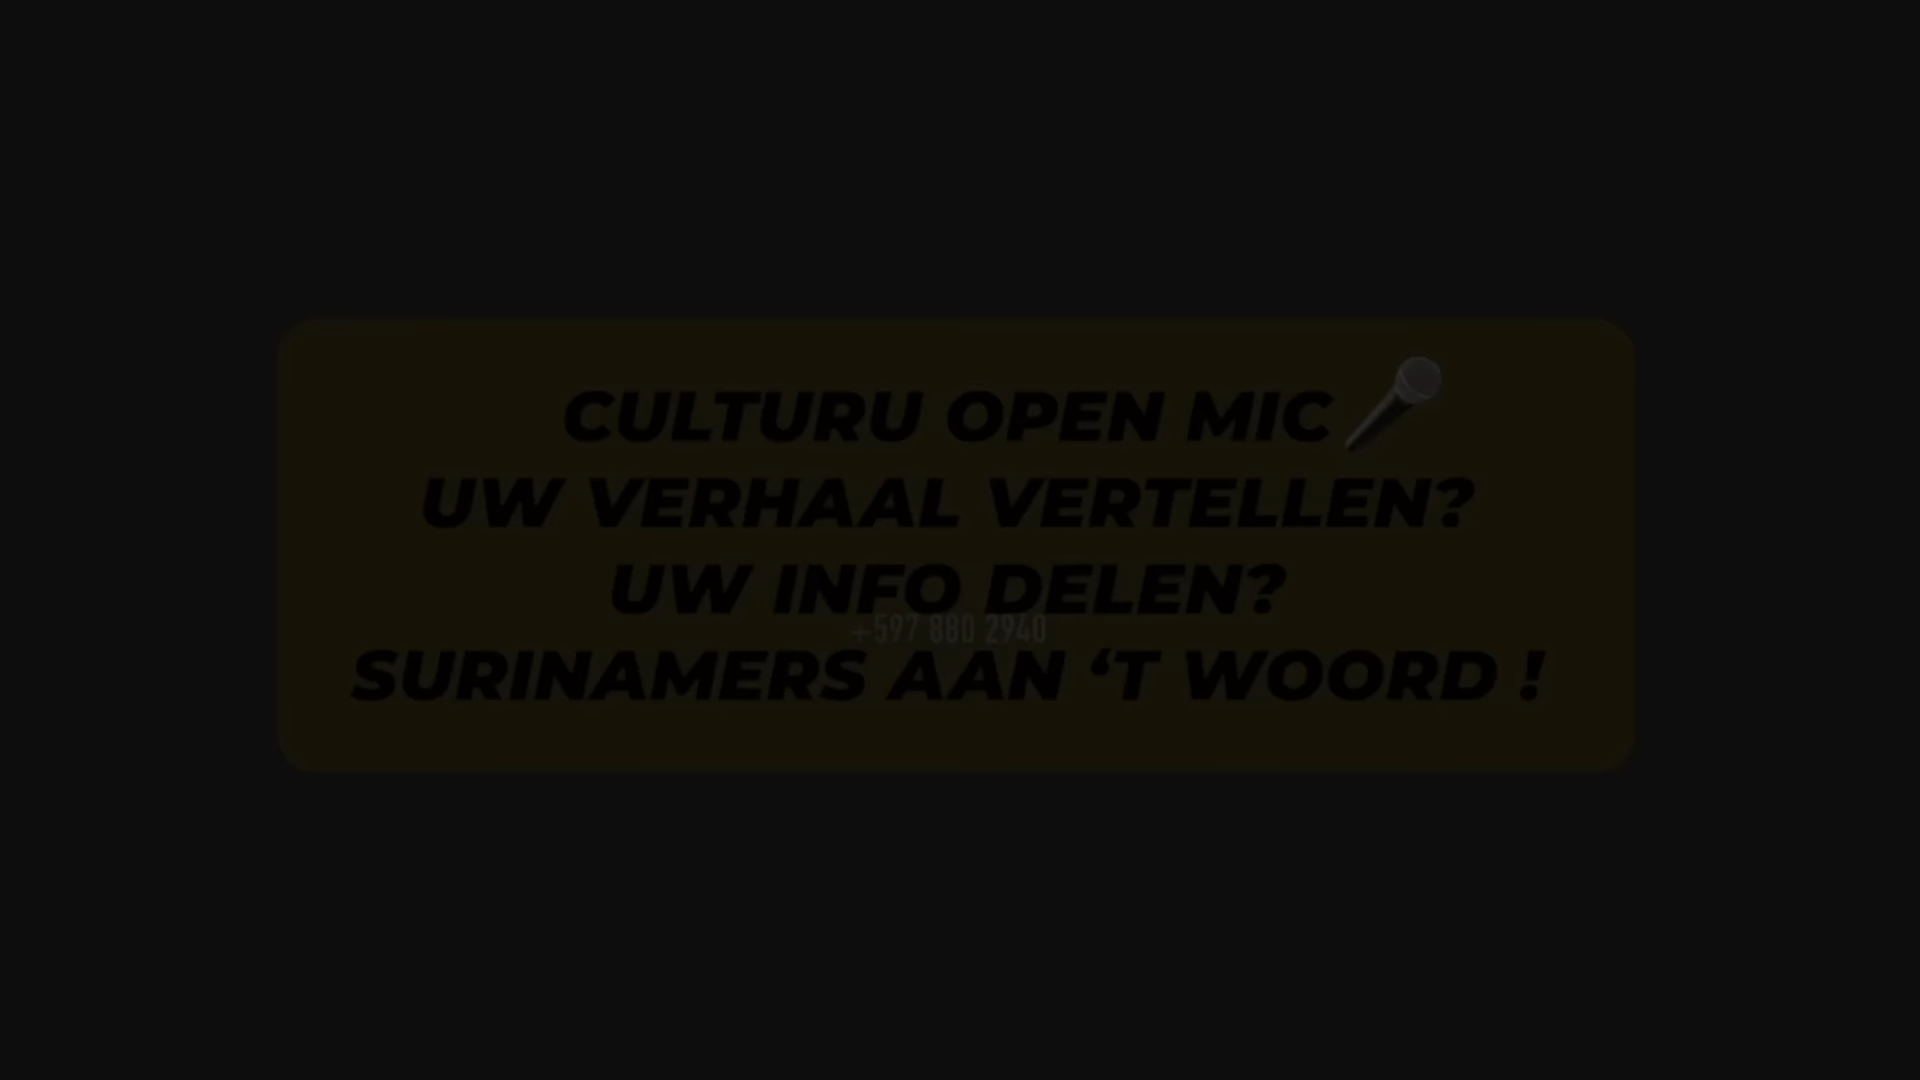 CULTURU OPEN MIC🎤
UW VERHAAL VERTELLEN?
UW INFO DELEN?
+597 880 2940
SURINAMERS AAN ‘T WOORD !